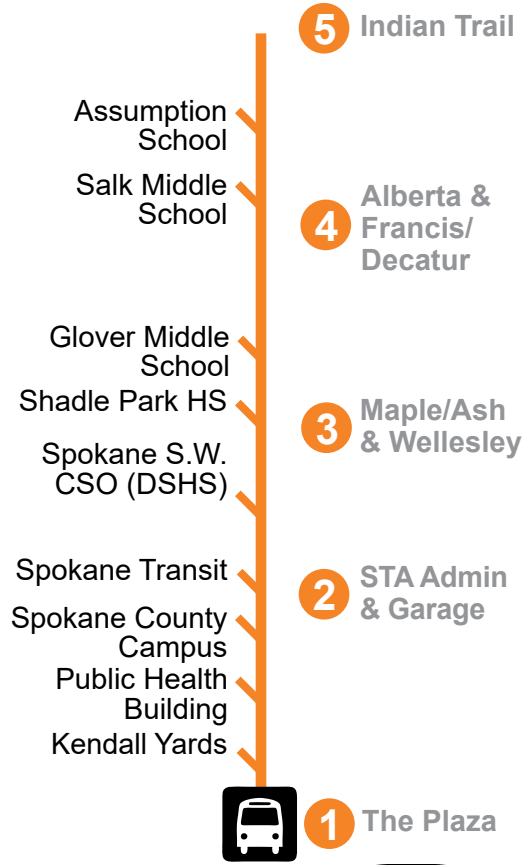 5 Indian Trail
Assumption
School
Salk Middle
School
4
Alberta &
Francis/
Decatur
Glover Middle
School
Shadle Park HS
3
Maple/Ash
& Wellesley
Spokane S.W.
CSO (DSHS)
Spokane Transit
2
STA Admin
& Garage
Spokane County
Campus
Public Health
Building
Kendall Yards
1 The Plaza